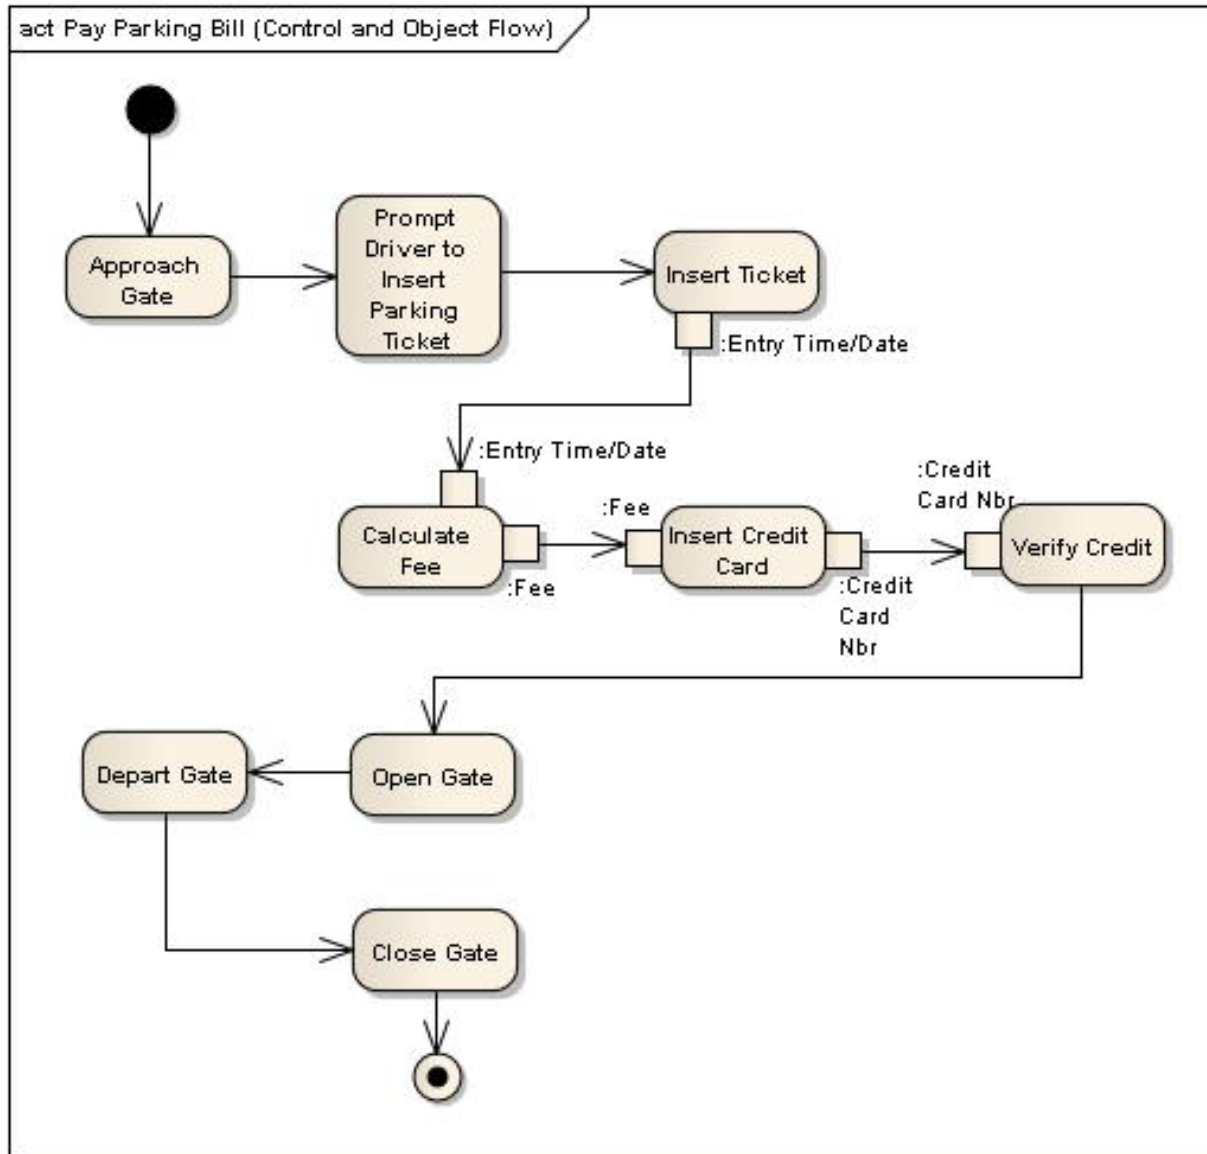 act Pay Parking Bill (Control and Object Flow)
Approach
Gate
Prompt
Driver to
Insert
Parking
Ticket
Insert Ticket
:Entry Time/Date
:Entry Time/Date
Calculate
Fee
:Fee
:Fee
Insert Credit
Card
:Credit
Card
Nbr
:Credit
Card Nbr
Verify Credit
Open Gate
Depart Gate
Close Gate